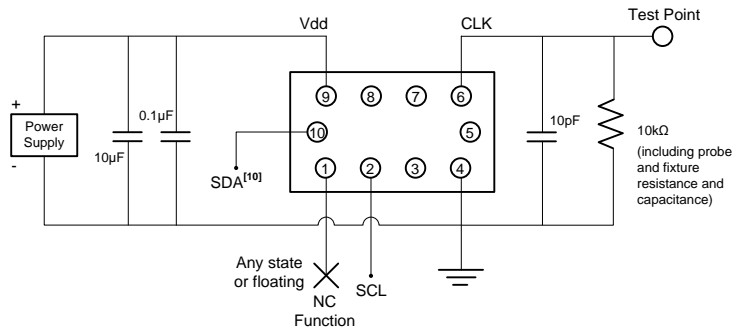 Test Point
Vdd
CLK
+
Power
Supply
-
10µF
0.1µF
9
8
7
6
10
5
1
2
3
4
SDA[10]
10pF
10kΩ
(including probe
and fixture
resistance and
capacitance)
Any state
or floating
NC
Function
SCL